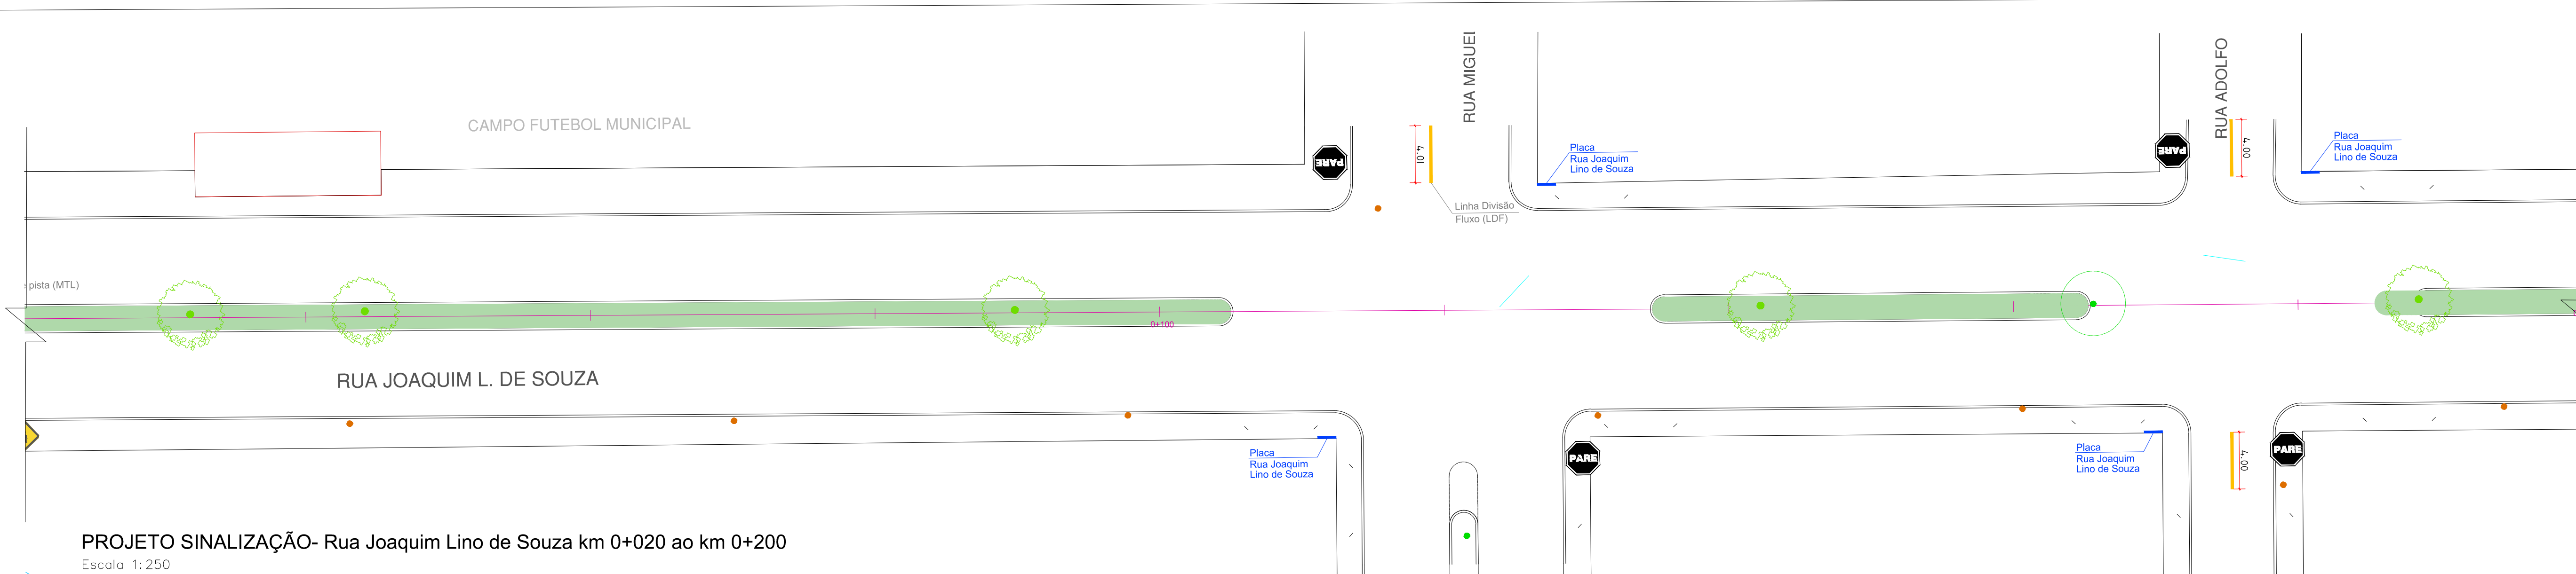 CAMPO FUTEBOL MUNICIPAL
RUA MIGUEL
RUA ADOLFO
PARE
4.01
Placa
Rua Joaquim
Lino de Souza
Linha Divisão
Fluxo (LDF)
PARE
4.00
Placa
Rua Joaquim
Lino de Souza
pista (MTL)
0+100
RUA JOAQUIM L. DE SOUZA
Placa
Rua Joaquim
Lino de Souza
PARE
Placa
Rua Joaquim
Lino de Souza
4.00
PARE
PROJETO SINALIZAÇÃO- Rua Joaquim Lino de Souza km 0+020 ao km 0+200
Escala 1:250